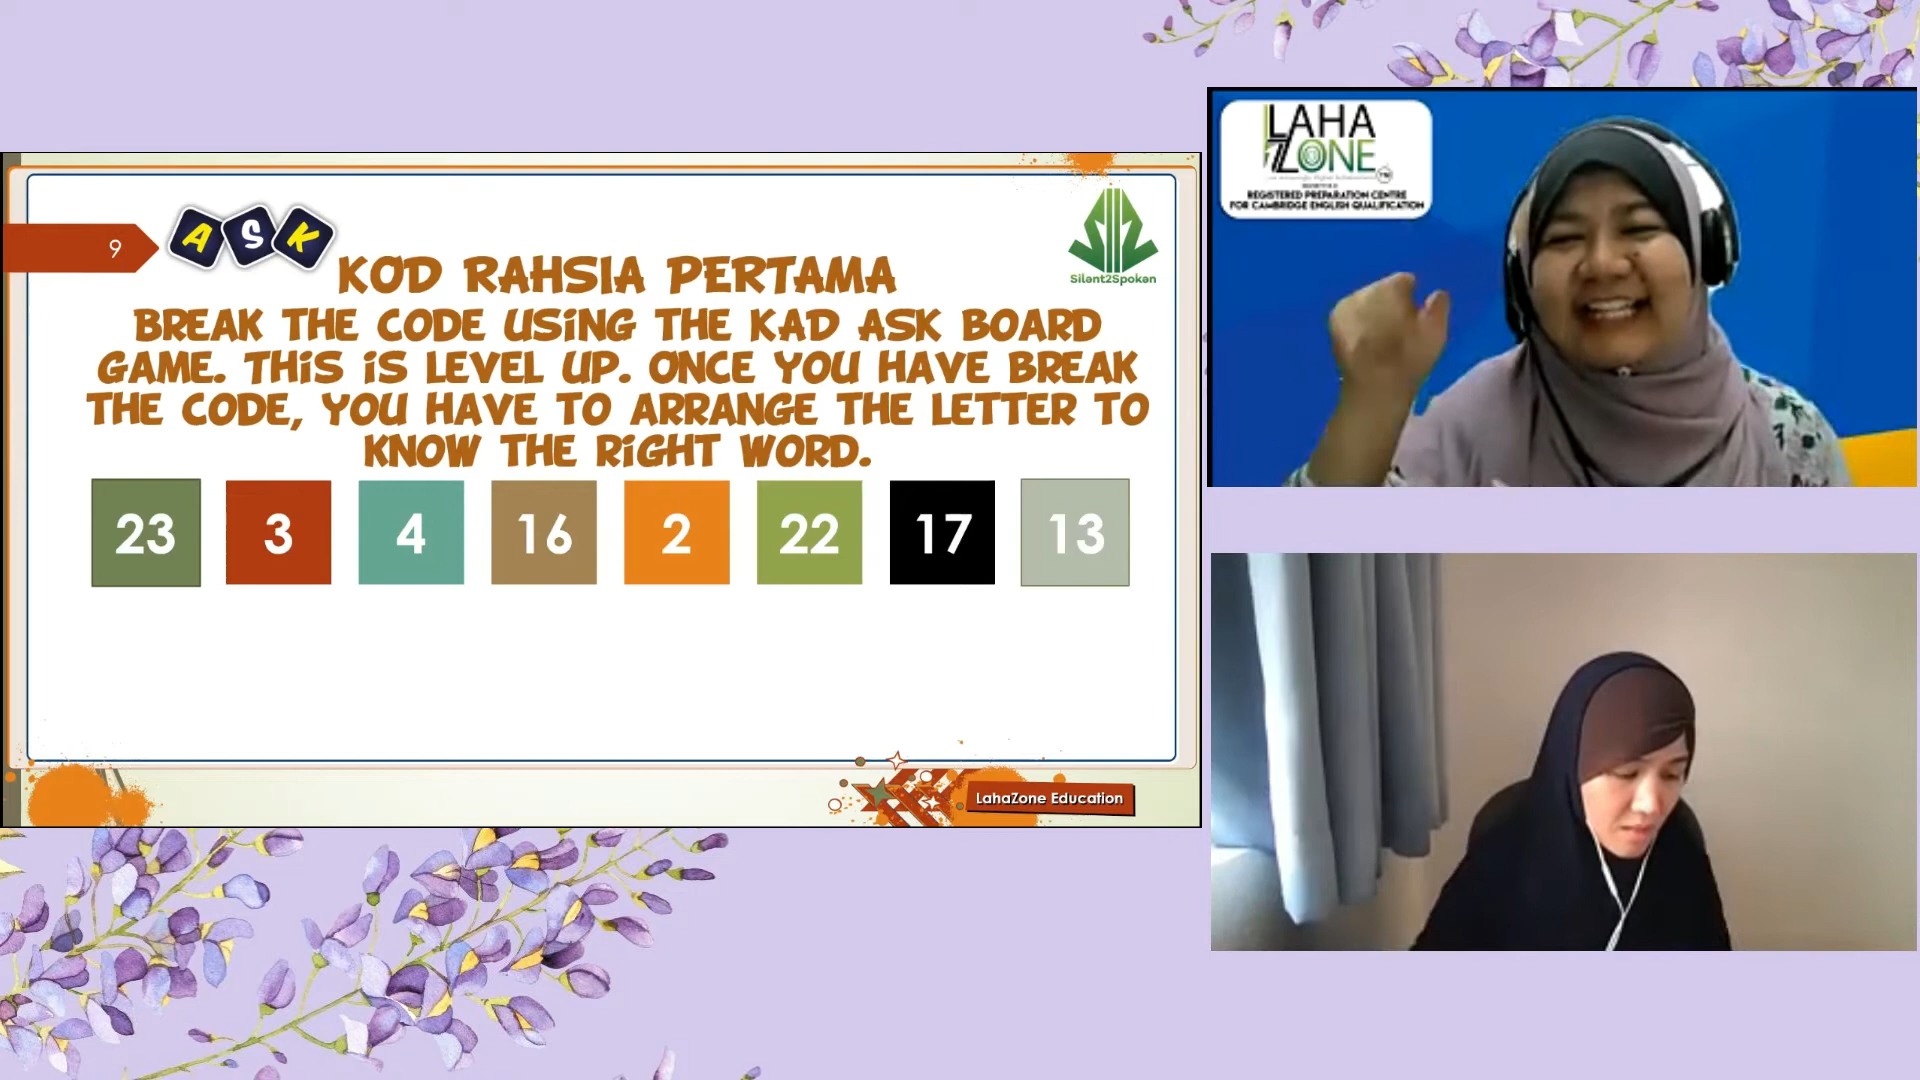 9
ASK
KOD RAHSIA PERTAMA
BREAK THE CODE USING THE KAD ASK BOARD
GAME. THIS IS LEVEL UP. ONCE YOU HAVE BREAK
THE CODE, YOU HAVE TO ARRANGE THE LETTER TO
KNOW THE RIGHT WORD.
Silent2Spoken
23 3 4 16 2 22 17 13
LahaZone Education
LAHA
ZONE
REGISTERED PREPARATION CENTRE
FOR CAMBRIDGE ENGLISH QUALIFICATION